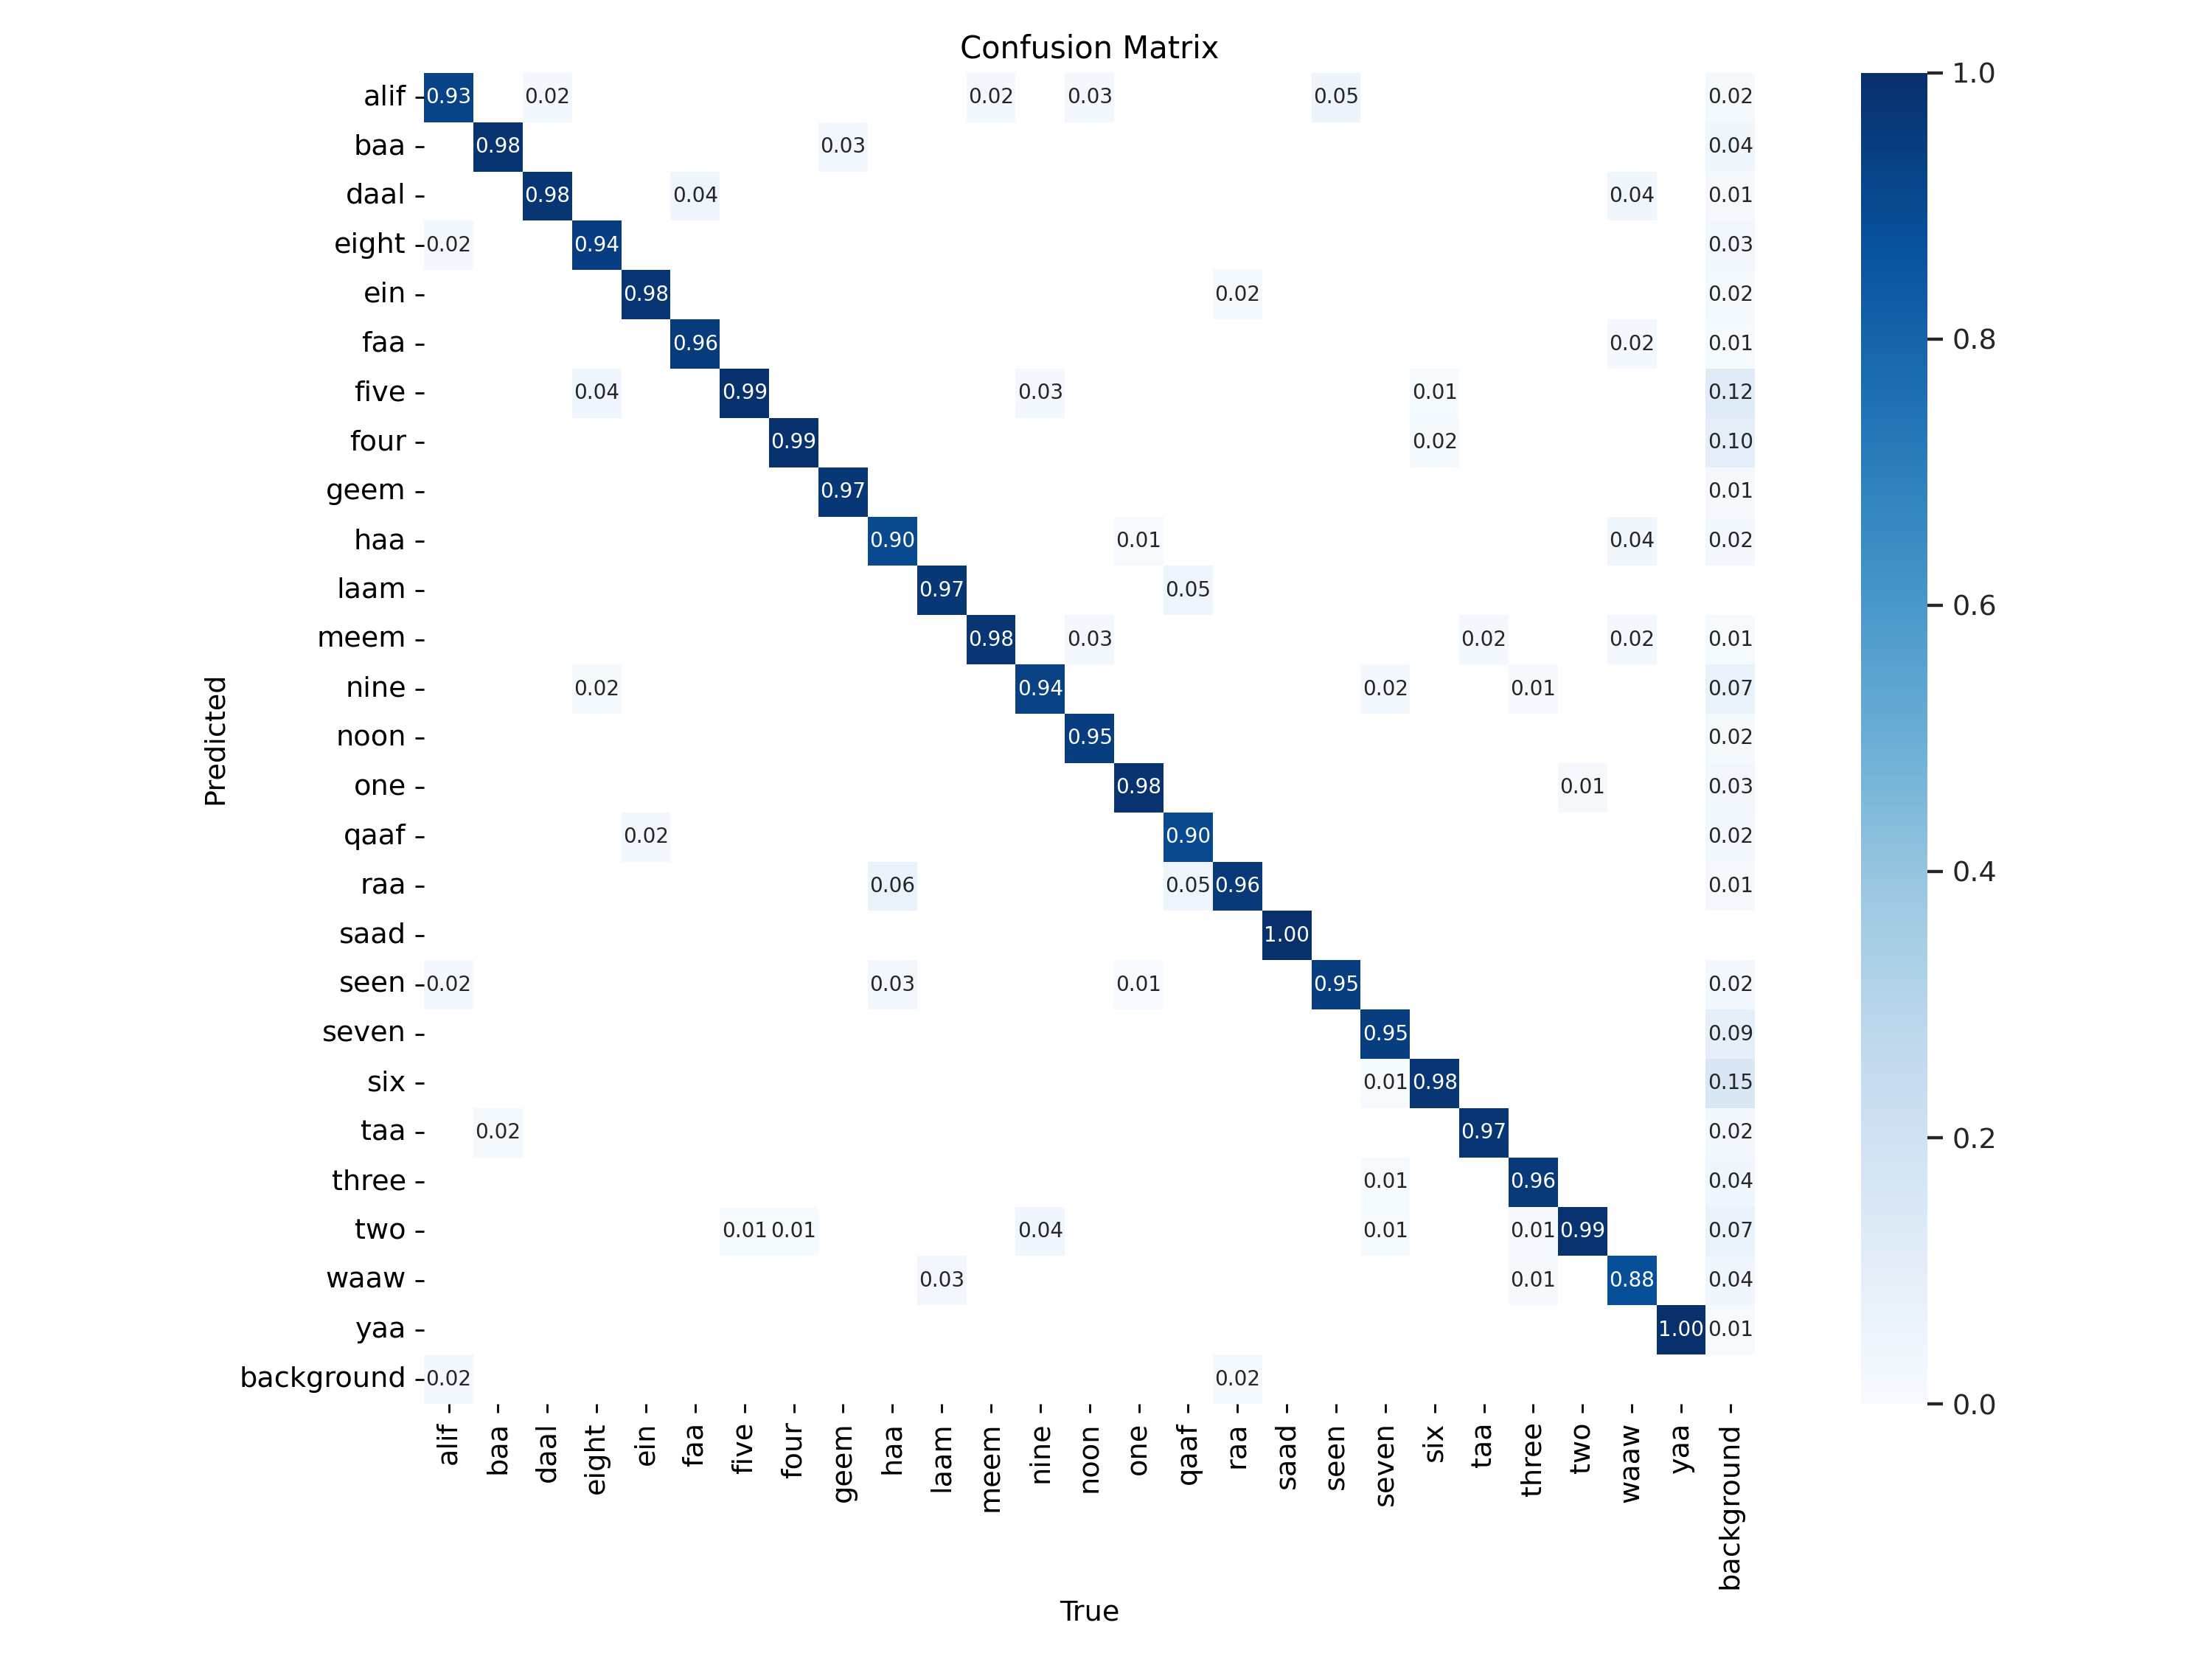 Confusion Matrix
alif 0.93 0.02 0.02 0.03 0.05 0.02
baa 0.98 0.03 0.04
daal 0.98 0.04 0.04 0.01
eight 0.02 0.94 0.03
ein 0.98 0.02 0.02
faa 0.96 0.02 0.01
five 0.04 0.99 0.03 0.01 0.12
four 0.99 0.02 0.10
geem 0.97 0.01
haa 0.90 0.01 0.04 0.02
laam 0.97 0.05
meem 0.98 0.03 0.02 0.02 0.01
nine 0.02 0.94 0.02 0.01 0.07
noon 0.95 0.02
one 0.98 0.01 0.03
qaaf 0.02 0.90 0.02
raa 0.06 0.05 0.96 0.01
saad 1.00
seen 0.02 0.03 0.01 0.95 0.02
seven 0.95 0.09
six 0.01 0.98 0.15
taa 0.02 0.97 0.02
three 0.01 0.96 0.04
two 0.01 0.01 0.04 0.01 0.01 0.99 0.07
waaw 0.03 0.01 0.88 0.04
yaa 1.00 0.01
background 0.02 0.02
alif baa daal eight ein faa five four geem haa laam meem nine noon one qaaf raa saad seen seven six taa three two waaw yaa background
True
Predicted
1.0
0.8
0.6
0.4
0.2
0.0